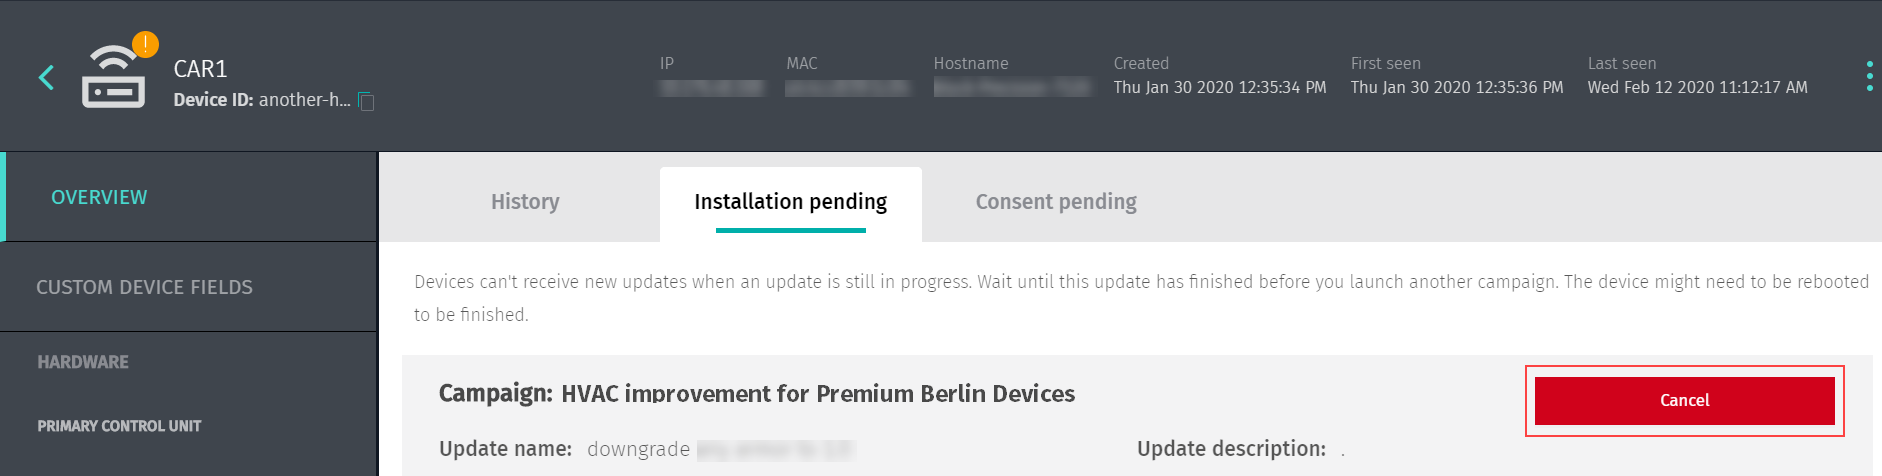 CAR1
Device ID: another-h...
IP
MAC
Hostname
Created
Thu Jan 30 2020 12:35:34 PM
First seen
Thu Jan 30 2020 12:35:36 PM
Last seen
Wed Feb 12 2020 11:12:17 AM
OVERVIEW
CUSTOM DEVICE FIELDS
HARDWARE
PRIMARY CONTROL UNIT
History
Installation pending
Consent pending
Devices can't receive new updates when an update is still in progress. Wait until this update has finished before you launch another campaign. The device might need to be rebooted
to be finished.
Campaign: HVAC improvement for Premium Berlin Devices
Cancel
Update name: downgrade
Update description: .